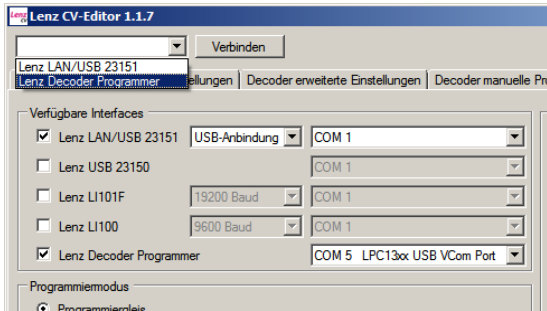 Lenz CV Lenz CV-Editor 1.1.7
Verbinden
Lenz LAN/USB 23151
Lenz Decoder Programmer
ellungen Decoder erweiterte Einstellungen Decoder manuelle Pr
Verfügbare Interfaces
Lenz LAN/USB 23151 USB-Anbindung COM 1
Lenz USB 23150 COM 1
Lenz LI101F 19200 Baud COM 1
Lenz LI100 9600 Baud COM 1
Lenz Decoder Programmer COM 5 LPC13xx USB VCom Port
Programmiermodus
Programmiergleis